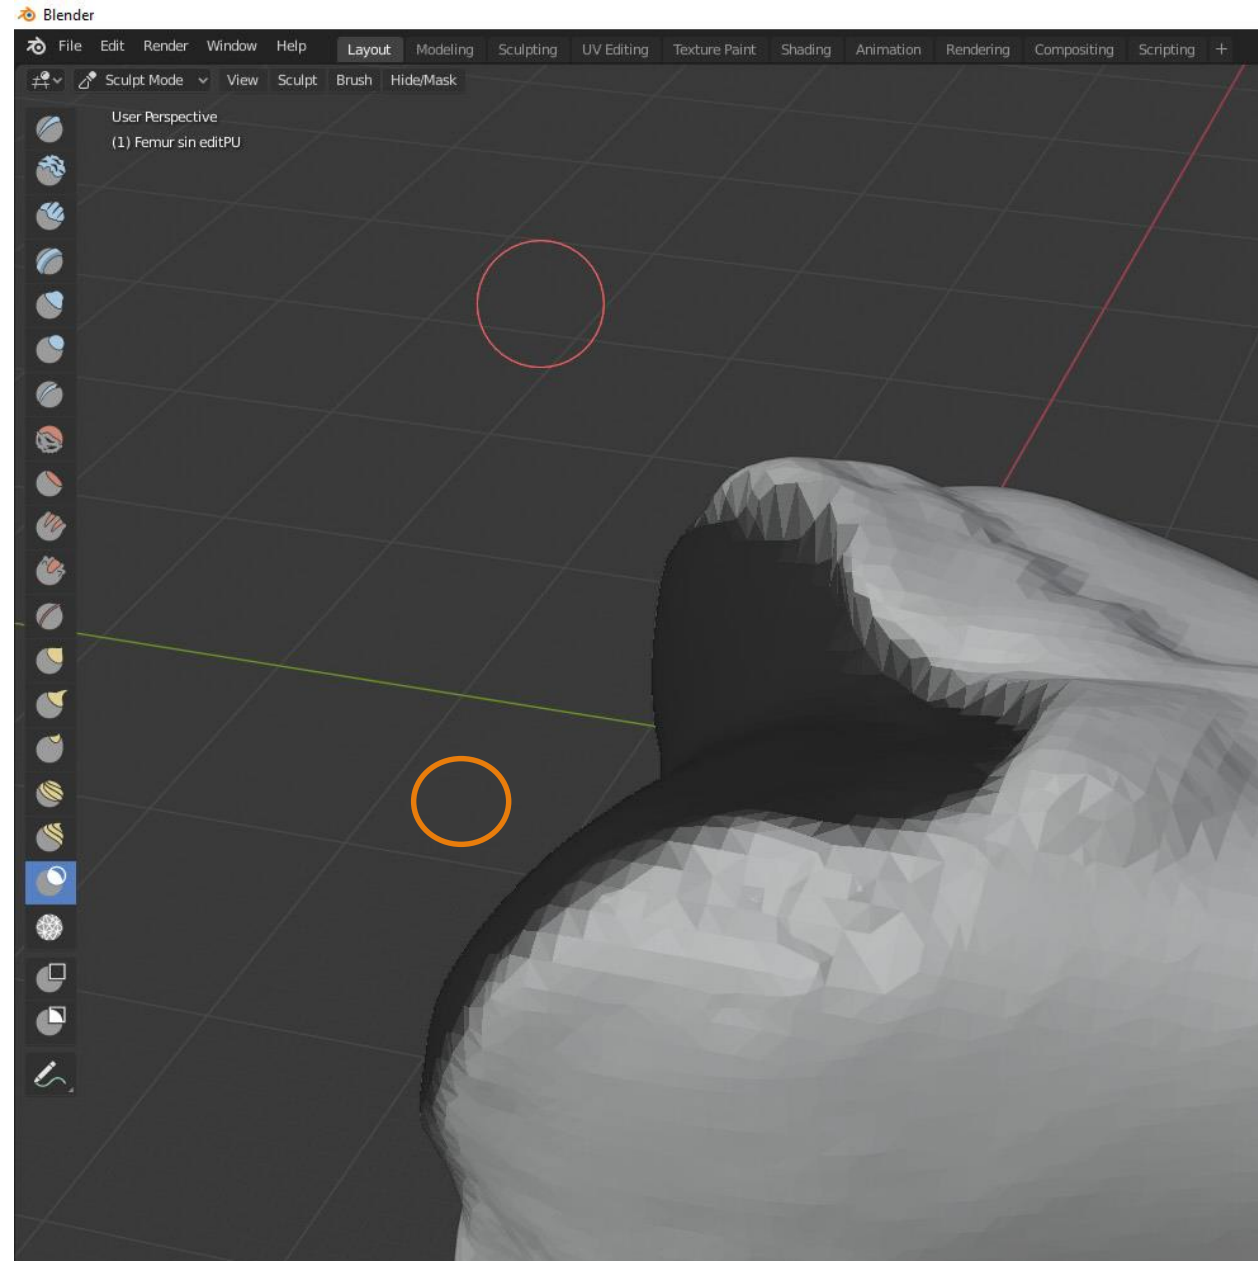 Blender
File Edit Render Window Help Layout Modeling Sculpting UV Editing Texture Paint Shading Animation Rendering Compositing Scripting +
Sculpt Mode View Sculpt Brush Hide/Mask
User Perspective
(1) Femur sin editPU